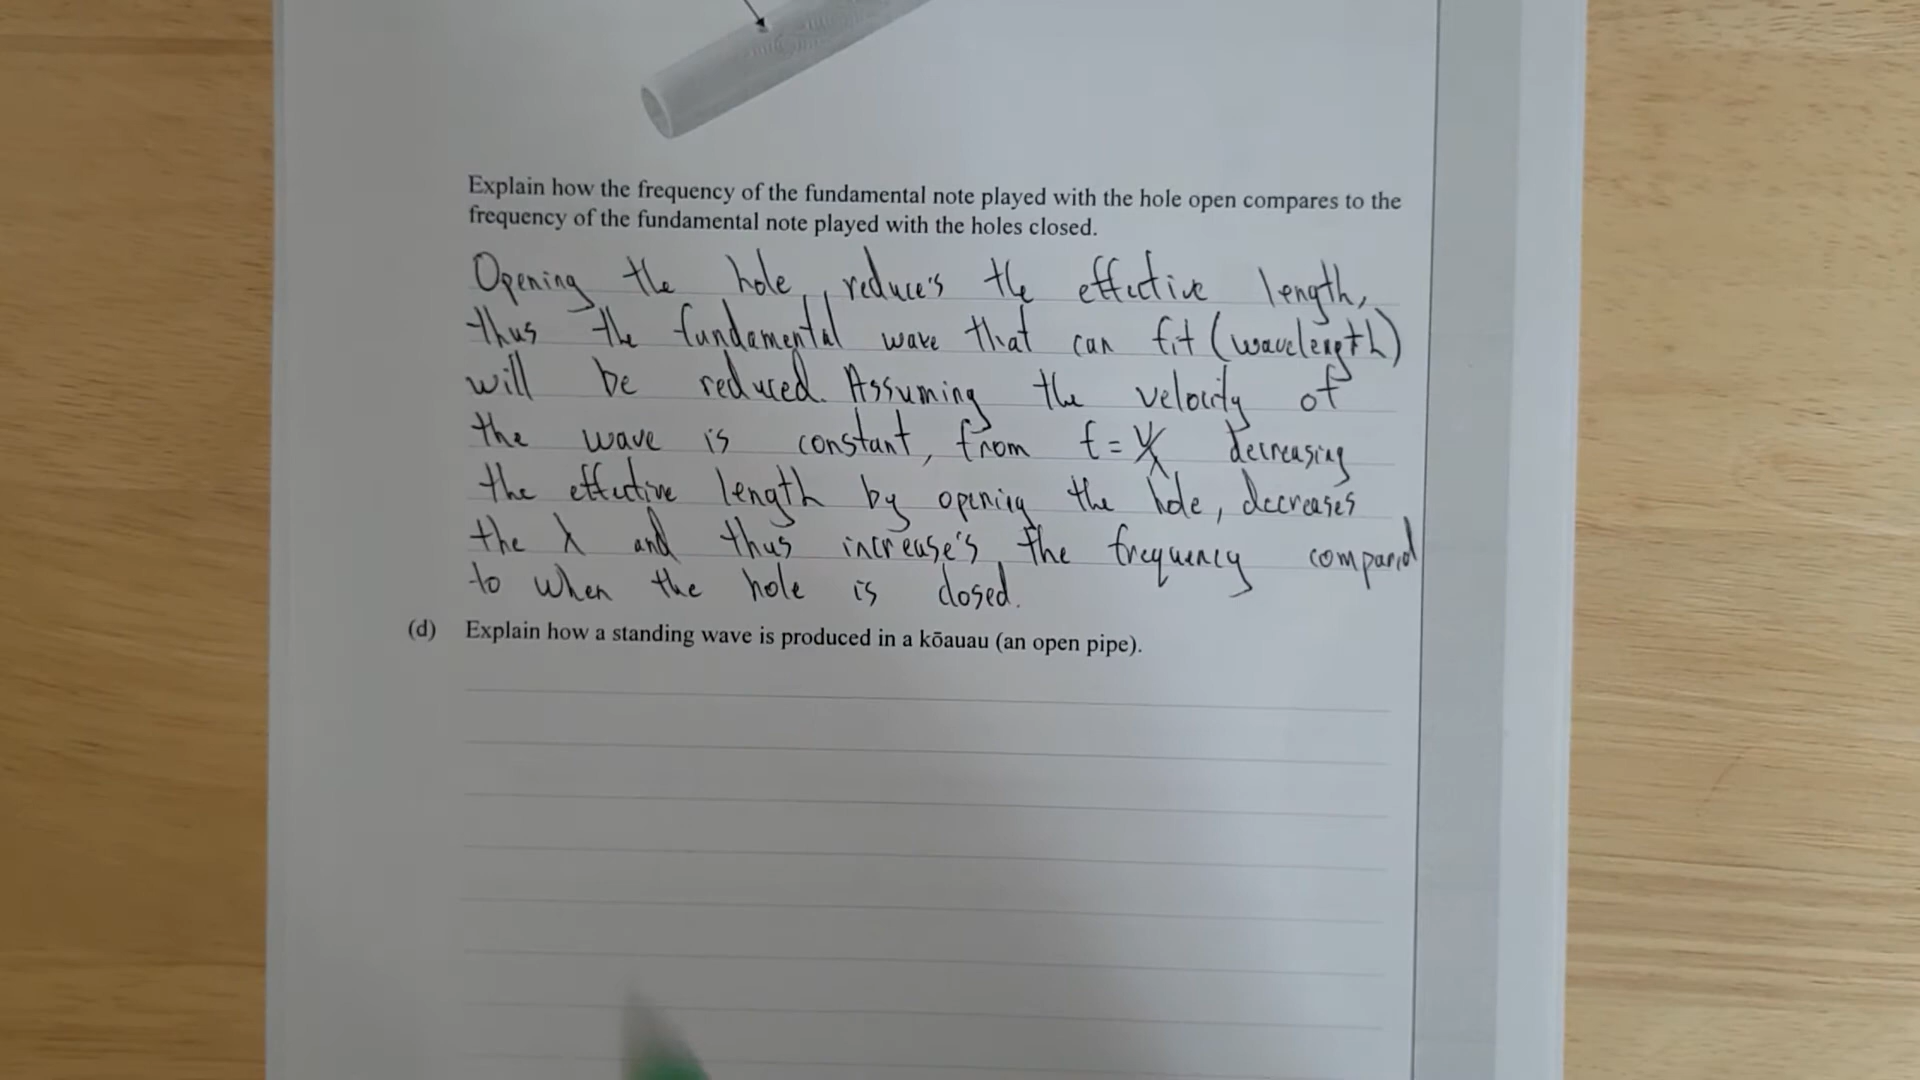 Explain how the frequency of the fundamental note played with the hole open compares to the
frequency of the fundamental note played with the holes closed.
Opening the hole, reduce's the effective length,
thus the fundamental wave that can fit (wavelength)
will be reduced. Assuming the velocity of
the wave is constant, from f = v/λ decreasing
the effective length by opening the hole, decreases
the λ and thus increase's the frequency compared
to when the hole is closed.
(d) Explain how a standing wave is produced in a kōauau (an open pipe).